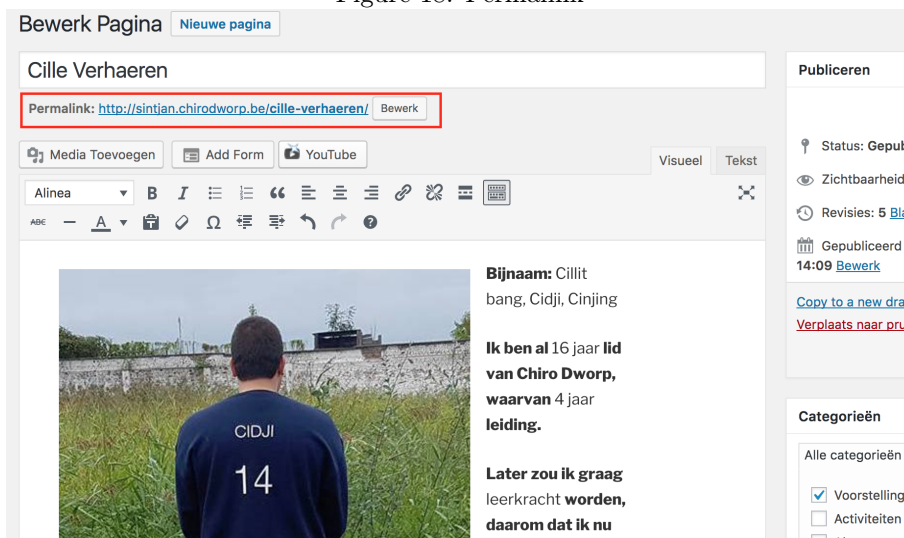 Bewerk Pagina Nieuwe pagina
Cille Verhaeren
Permalink: http://sintjan.chirodworp.be/cille-verhaeren/ Bewerk
Media Toevoegen Add Form YouTube
Visueel Tekst
Alinea B I
ABC A Ω
Bijnaam: Cillit
bang, Cidji, Cinjing
Ik ben al 16 jaar lid
van Chiro Dworp,
waarvan 4 jaar
leiding.
Later zou ik graag
leerkracht worden,
daarom dat ik nu
CIDJI
14
Publiceren
Status: Gepub
Zichtbaarheid
Revisies: 5 Bla
Gepubliceerd
14:09 Bewerk
Copy to a new dra
Verplaats naar pru
Categorieën
Alle categorieën
Voorstelling
Activiteiten